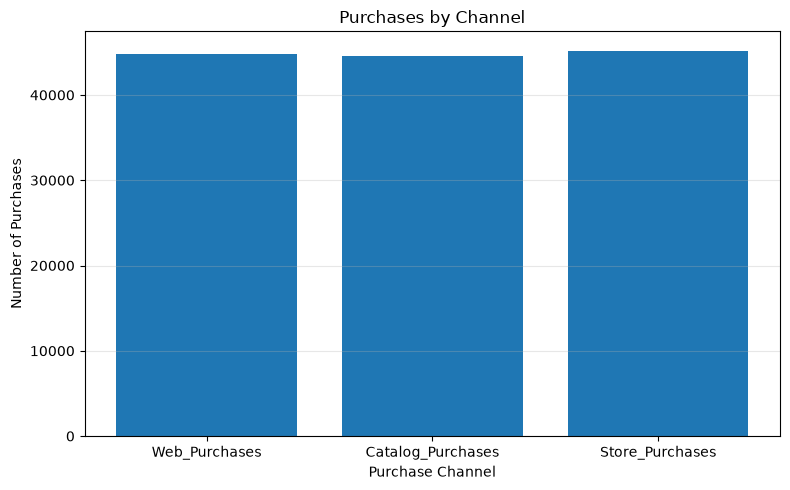 Purchases by Channel
Number of Purchases
40000
30000
20000
10000
0
Web_Purchases Catalog_Purchases Store_Purchases
Purchase Channel